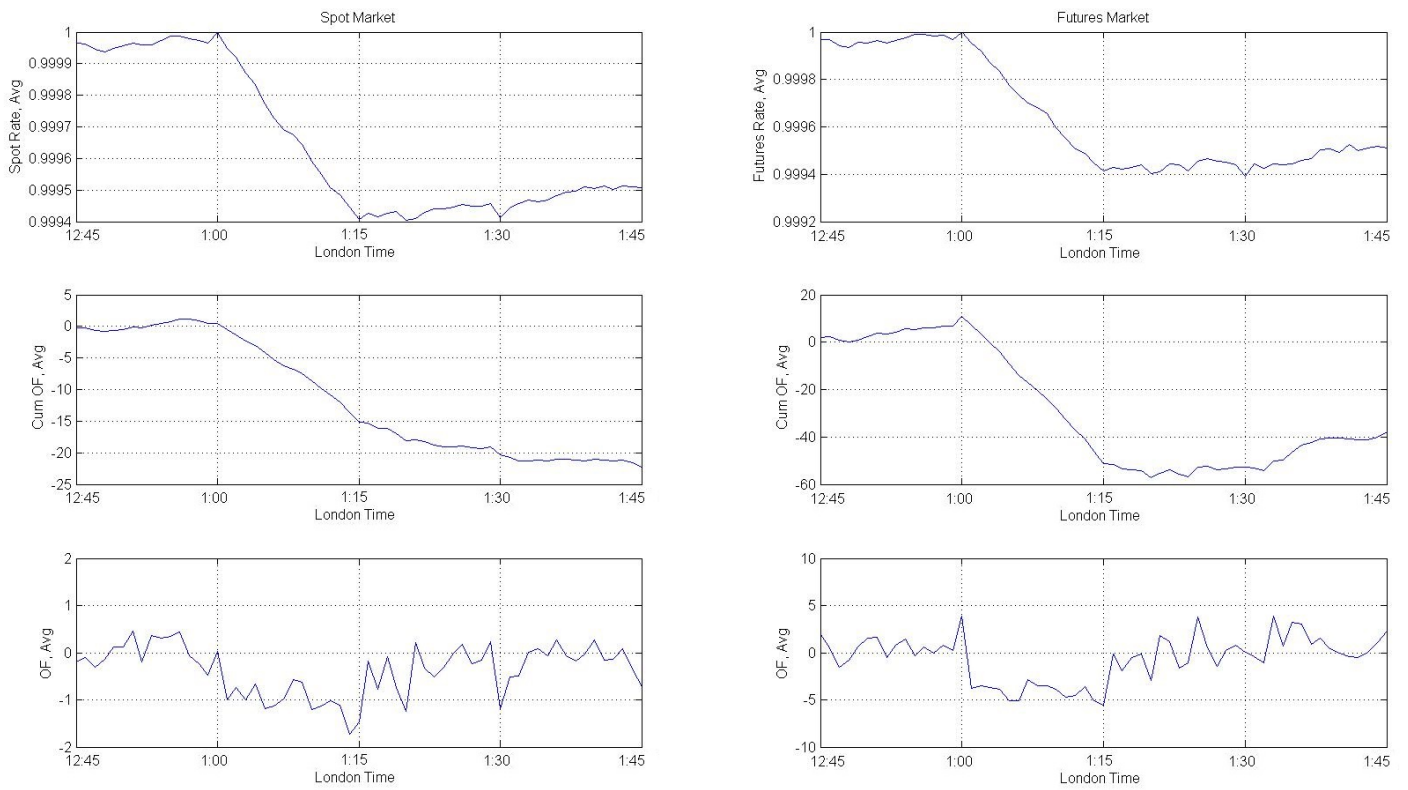 Spot Market
Spot Rate, Avg
1
0.9999
0.9998
0.9997
0.9996
0.9995
0.9994
12:45 1:00 1:15 1:30 1:45
London Time
Futures Market
Futures Rate, Avg
1
0.9998
0.9996
0.9994
0.9992
12:45 1:00 1:15 1:30 1:45
London Time
Cum OF, Avg
5
0
-5
-10
-15
-20
-25
12:45 1:00 1:15 1:30 1:45
London Time
Cum OF, Avg
20
0
-20
-40
-60
12:45 1:00 1:15 1:30 1:45
London Time
OF, Avg
2
1
0
-1
-2
12:45 1:00 1:15 1:30 1:45
London Time
OF, Avg
10
5
0
-5
-10
12:45 1:00 1:15 1:30 1:45
London Time